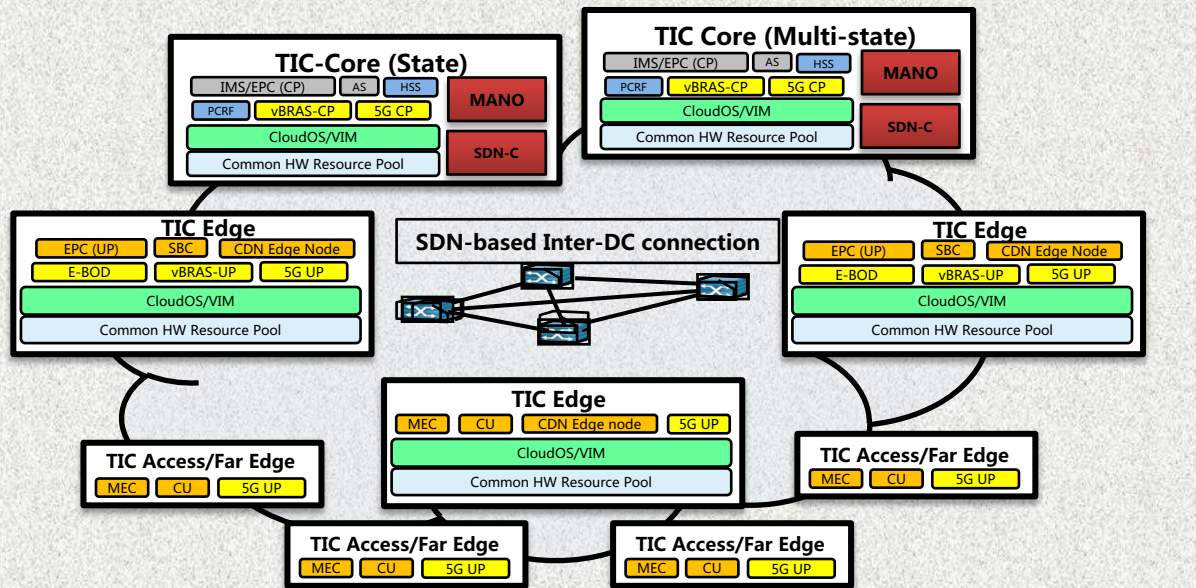 TIC-Core (State)
IMS/EPC (CP) AS HSS
PCRF vBRAS-CP 5G CP
MANO
CloudOS/VIM
SDN-C
Common HW Resource Pool
TIC Core (Multi-state)
IMS/EPC (CP) AS HSS
PCRF vBRAS-CP 5G CP
MANO
CloudOS/VIM
SDN-C
Common HW Resource Pool
TIC Edge
EPC (UP) SBC CDN Edge Node
E-BOD vBRAS-UP 5G UP
CloudOS/VIM
Common HW Resource Pool
SDN-based Inter-DC connection
TIC Edge
EPC (UP) SBC CDN Edge Node
E-BOD vBRAS-UP 5G UP
CloudOS/VIM
Common HW Resource Pool
TIC Edge
MEC CU CDN Edge node 5G UP
CloudOS/VIM
Common HW Resource Pool
TIC Access/Far Edge
MEC CU 5G UP
TIC Access/Far Edge
MEC CU 5G UP
TIC Access/Far Edge
MEC CU 5G UP
TIC Access/Far Edge
MEC CU 5G UP